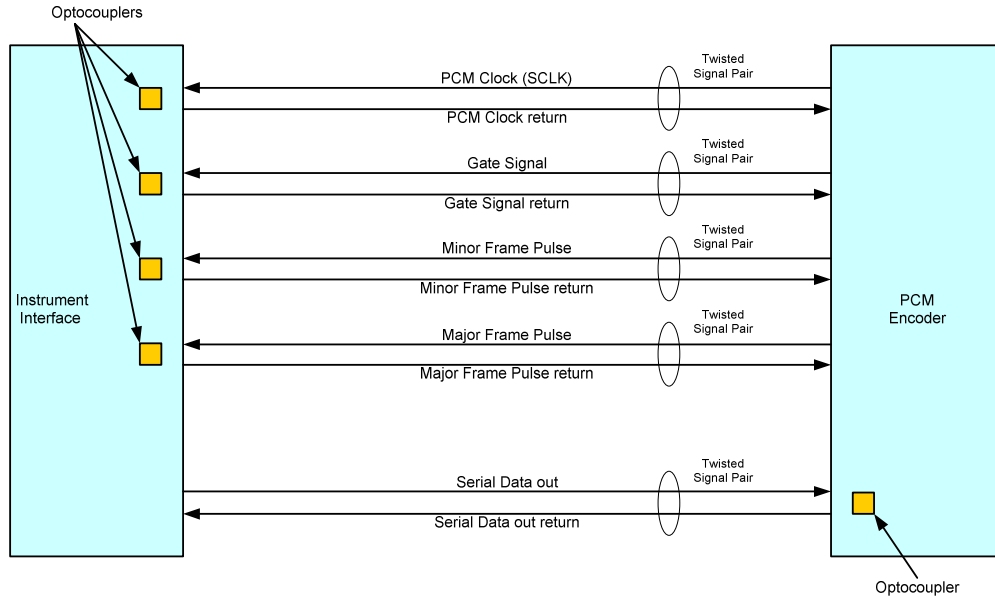 Optocouplers
Twisted
Signal Pair
PCM Clock (SCLK)
PCM Clock return
Twisted
Signal Pair
Gate Signal
Gate Signal return
Twisted
Signal Pair
Minor Frame Pulse
Minor Frame Pulse return
Instrument
Interface
PCM
Encoder
Twisted
Signal Pair
Major Frame Pulse
Major Frame Pulse return
Twisted
Signal Pair
Serial Data out
Serial Data out return
Optocoupler